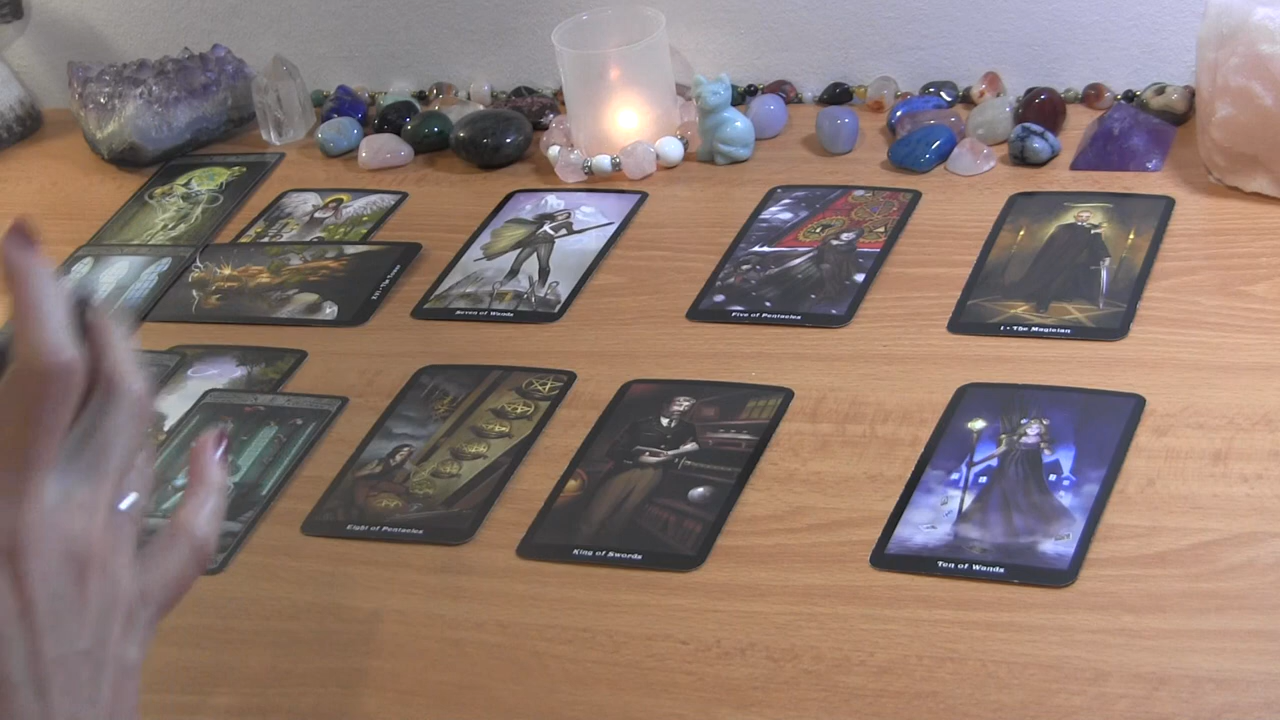 XVI • The Tower
Seven of Wands
Five of Pentacles
I • The Magician
Eight of Pentacles
King of Swords
Ten of Wands